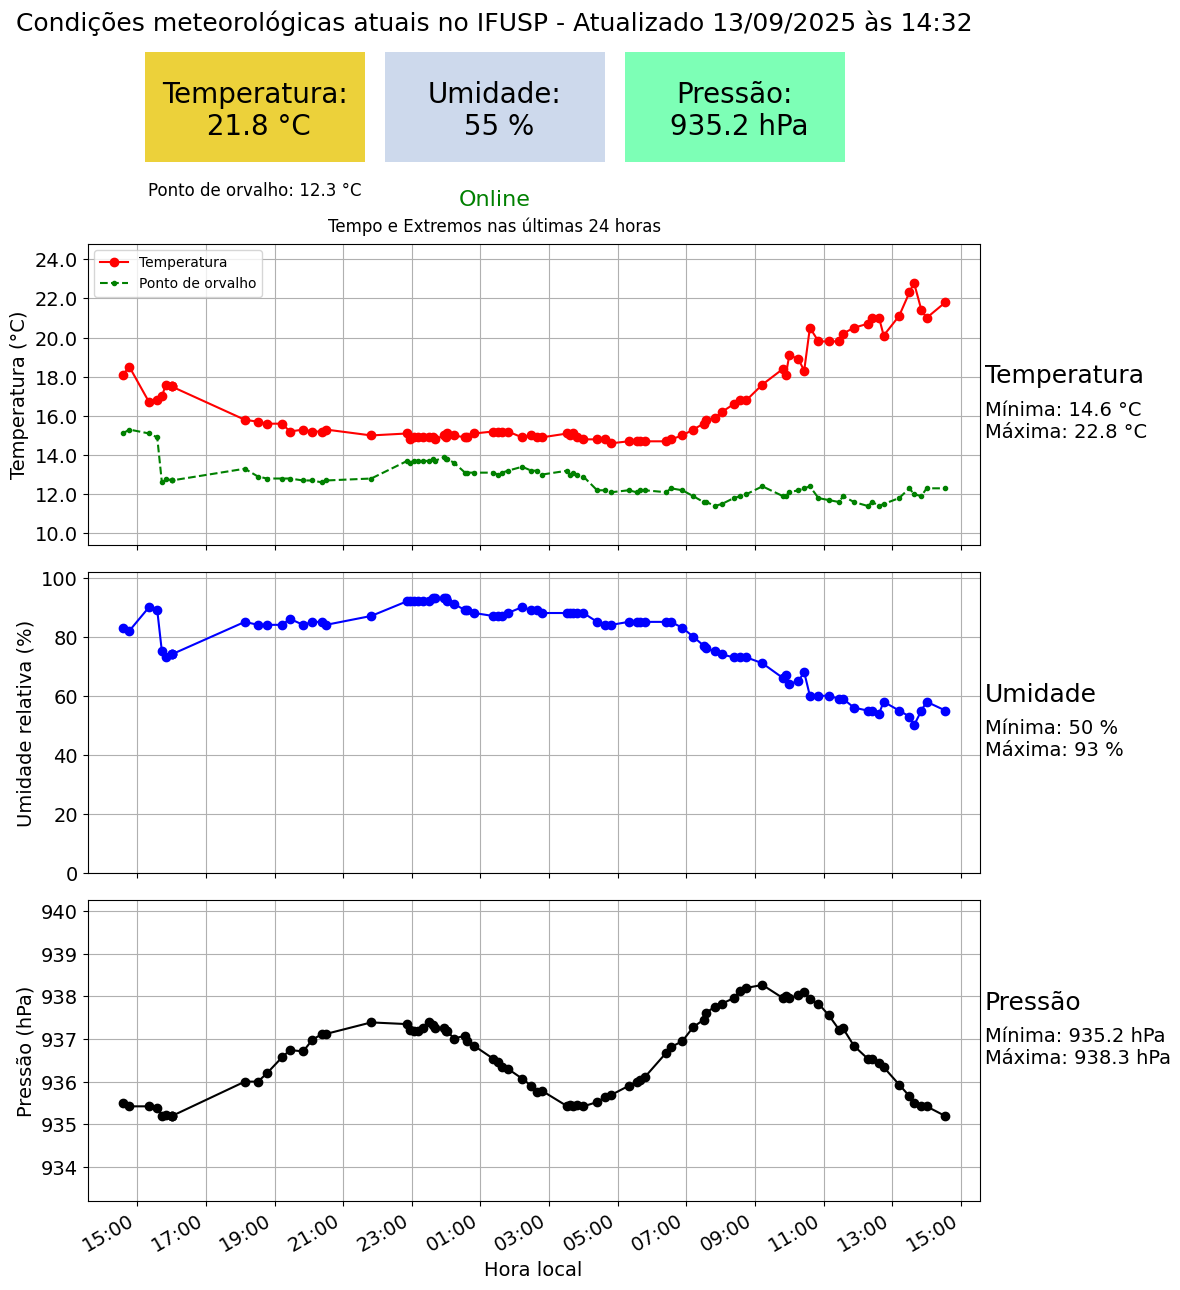 Condições meteorológicas atuais no IFUSP - Atualizado 13/09/2025 às 14:32
Temperatura:
21.8 °C
Umidade:
55 %
Pressão:
935.2 hPa
Ponto de orvalho: 12.3 °C
Online
Tempo e Extremos nas últimas 24 horas
Temperatura (°C)
24.0
22.0
20.0
18.0
16.0
14.0
12.0
10.0
Temperatura
Ponto de orvalho
Temperatura
Mínima: 14.6 °C
Máxima: 22.8 °C
Umidade relativa (%)
100
80
60
40
20
0
Umidade
Mínima: 50 %
Máxima: 93 %
Pressão (hPa)
940
939
938
937
936
935
934
Pressão
Mínima: 935.2 hPa
Máxima: 938.3 hPa
15:00
17:00
19:00
21:00
23:00
01:00
03:00
05:00
07:00
09:00
11:00
13:00
15:00
Hora local